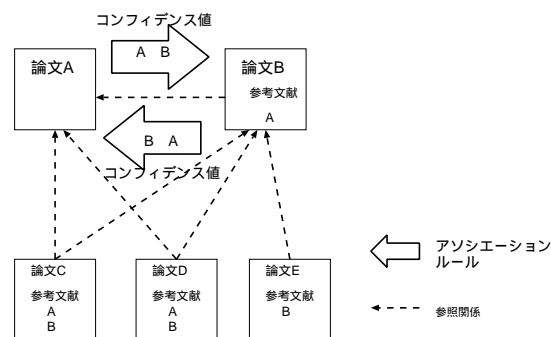 コンフィデンス値
A B
論文A
論文B
参考文献
A
B A
コンフィデンス値
論文C
参考文献
A
B
論文D
参考文献
A
B
論文E
参考文献
B
アソシエーション
ルール
参照関係